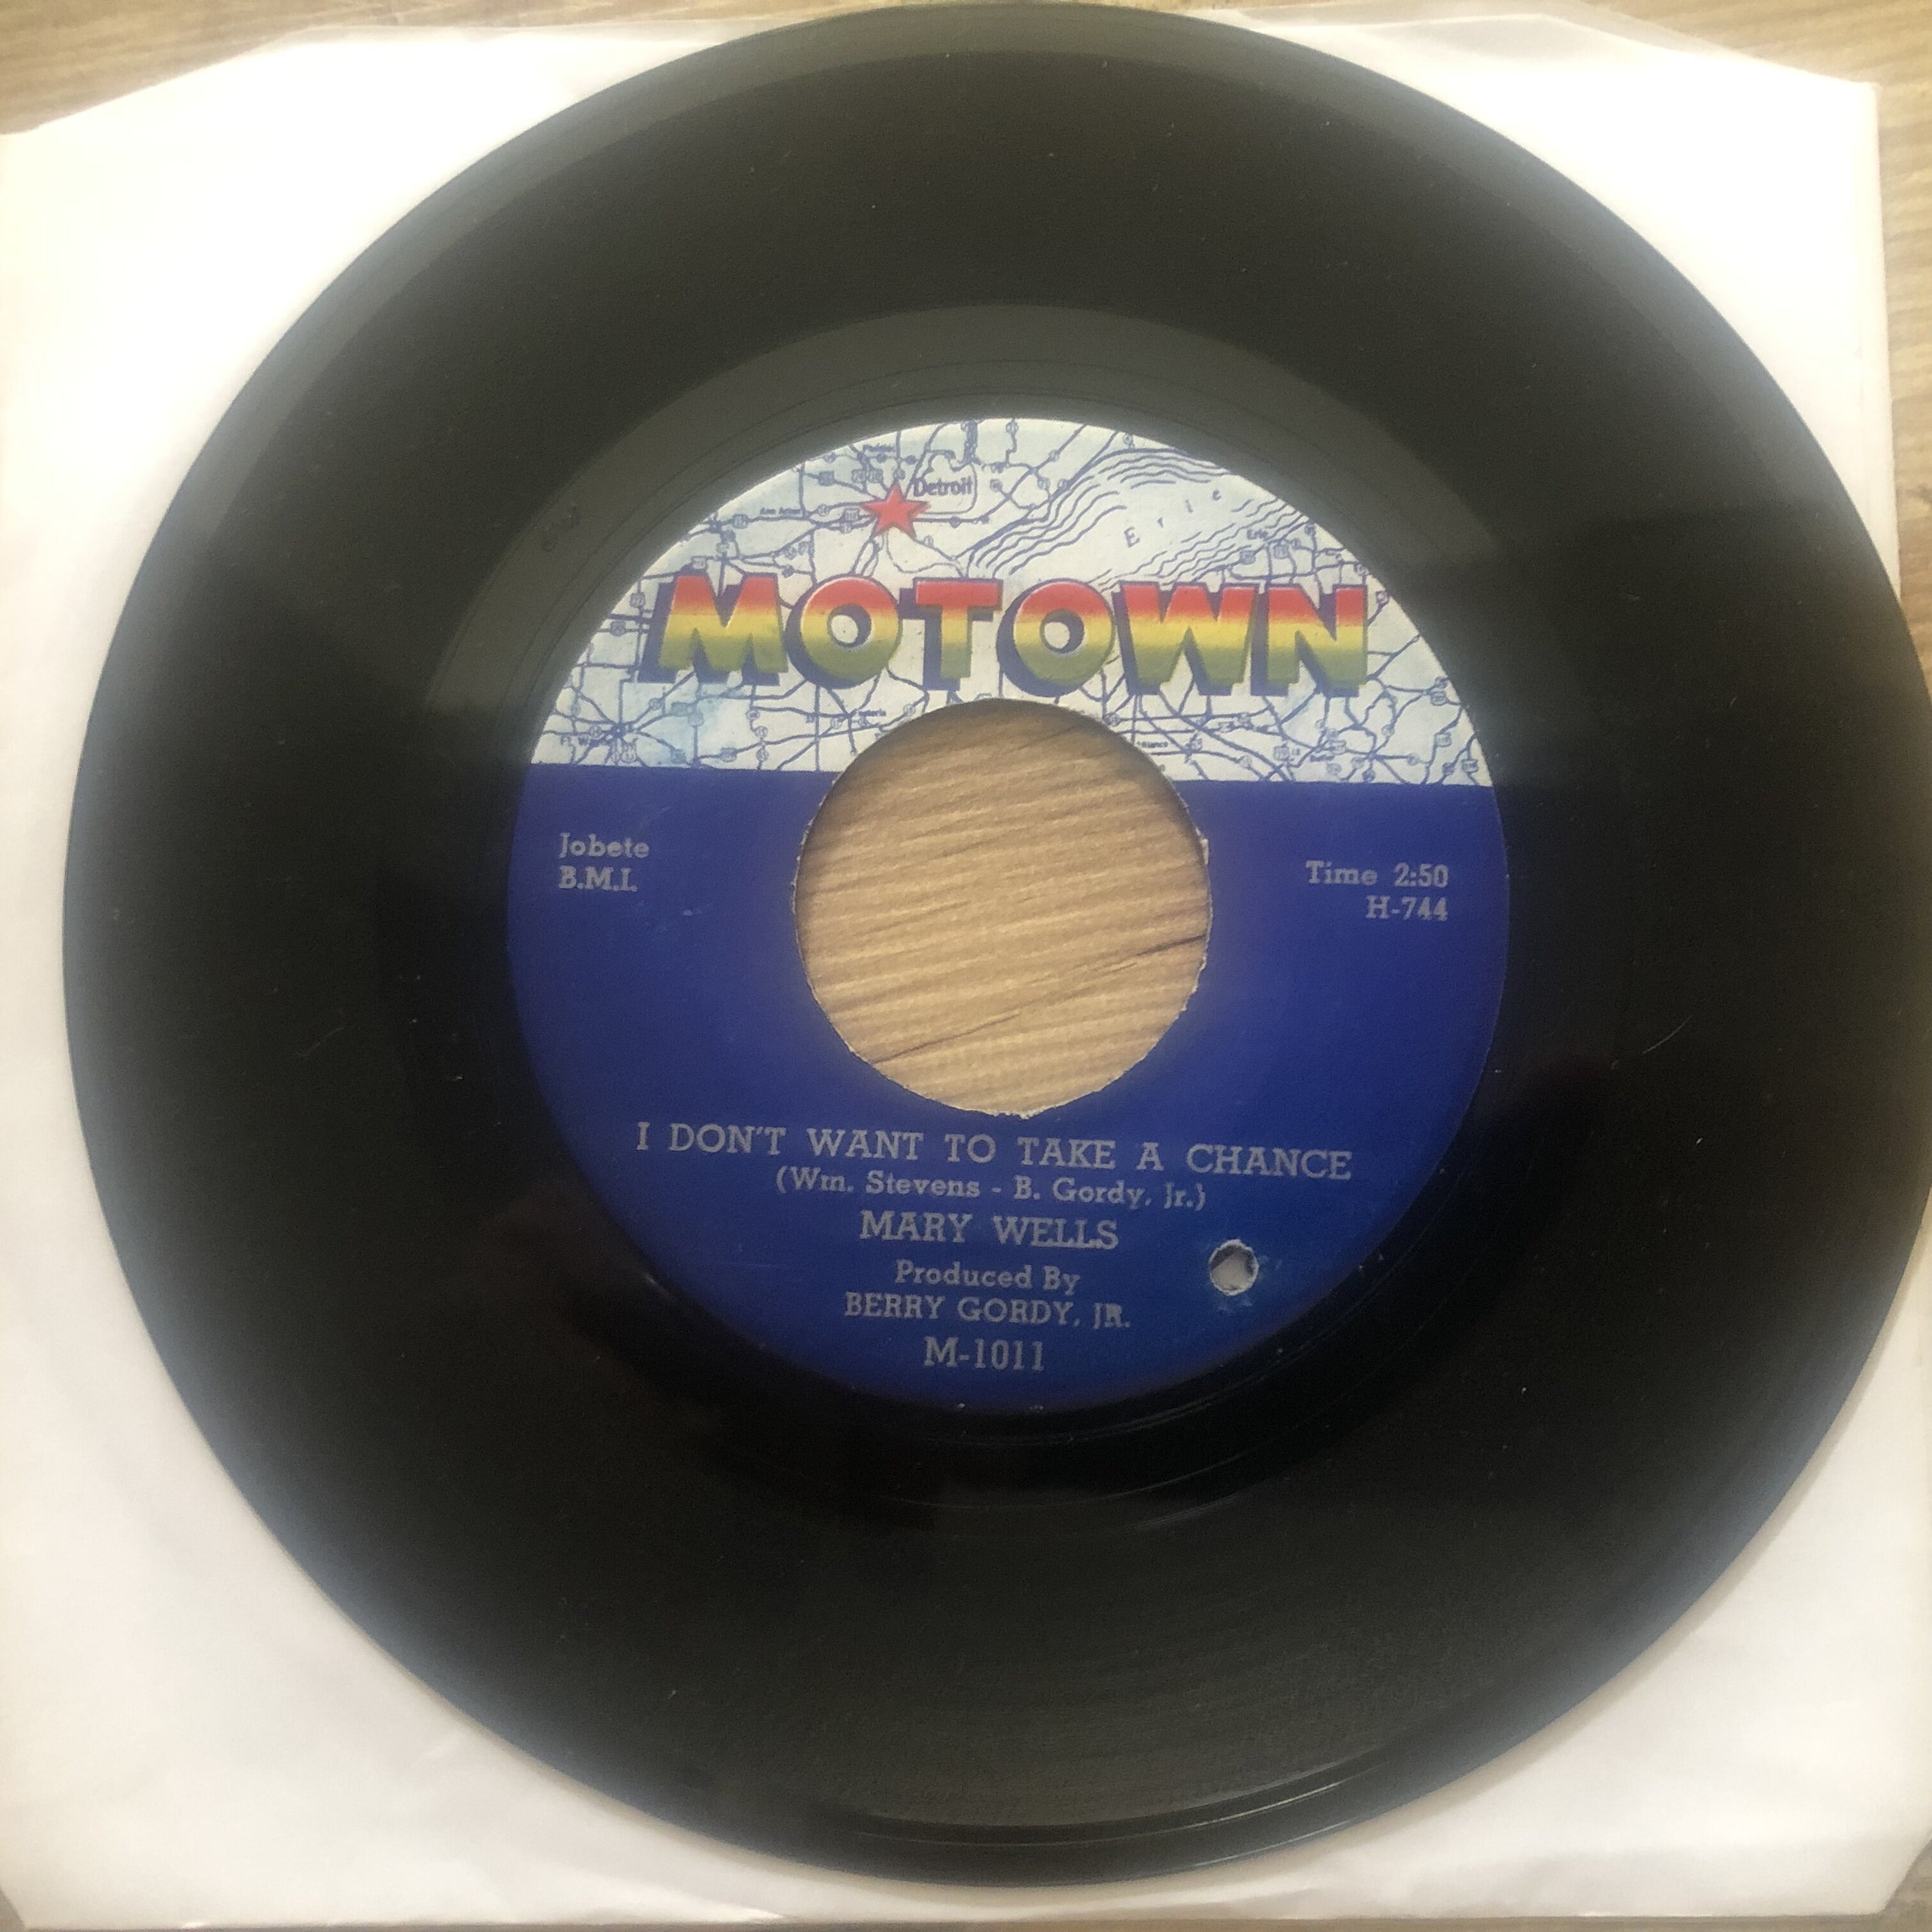 Detroit
Erie
Erie
MOTOWN
Jobete
B.M.I.
Time 2:50
H-744
I DON'T WANT TO TAKE A CHANCE
(Wm. Stevens - B. Gordy, Jr.)
MARY WELLS
Produced By
BERRY GORDY, JR.
M-1011